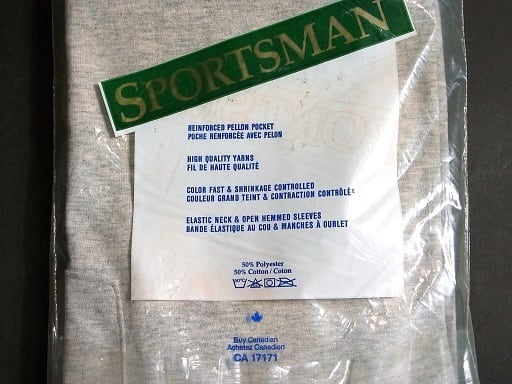 SPORTSMAN
REINFORCED PELLON POCKET
POCHE RENFORCÉE AVEC PELON
HIGH QUALITY YARNS
FIL DE HAUTE QUALITÉ
COLOR FAST & SHRINKAGE CONTROLLED
COULEUR GRAND TEINT & CONTRACTION CONTRÔLÉE
ELASTIC NECK & OPEN HEMMED SLEEVES
BANDE ÉLASTIQUE AU COU & MANCHES À OURLET
50% Polyester
50% Cotton / Coton
Buy Canadian
Achetez Canadien
CA 17171